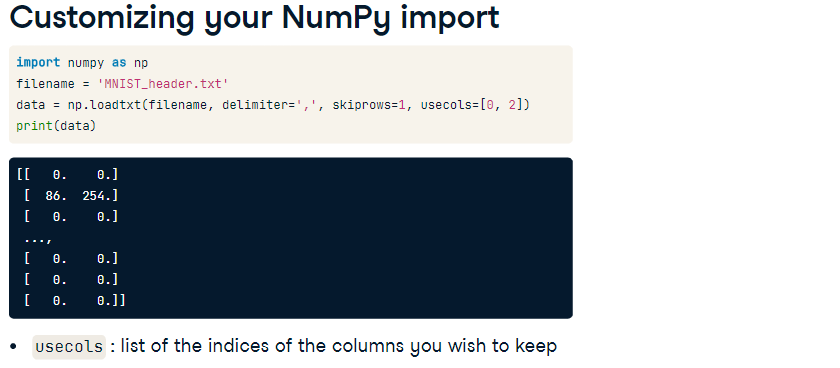 Customizing your NumPy import
import numpy as np
filename = 'MNIST_header.txt'
data = np.loadtxt(filename, delimiter=',', skiprows=1, usecols=[0, 2])
print(data)
[[   0.    0.]
 [  86.  254.]
 [   0.    0.]
 ...,
 [   0.    0.]
 [   0.    0.]
 [   0.    0.]]
• usecols : list of the indices of the columns you wish to keep